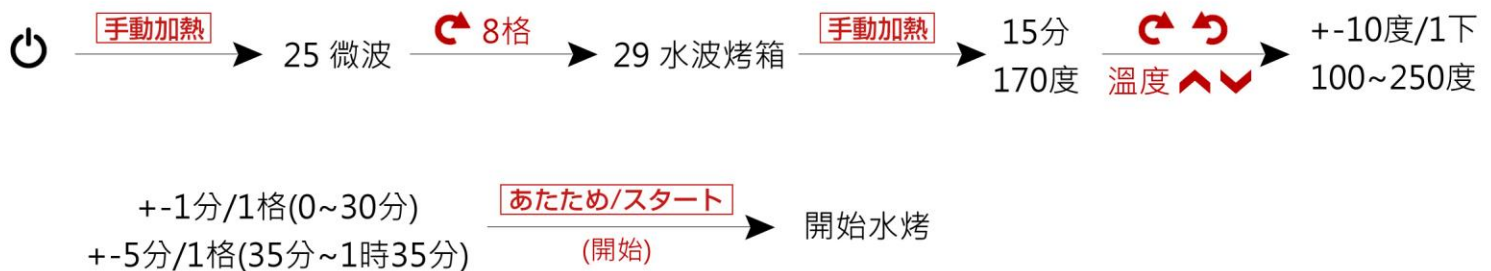 手動加熱 25 微波 8格 29 水波烤箱 手動加熱 15分 +-10度/1下
170度 溫度 100~250度
+-1分/1格(0~30分) あたため/スタート 開始水烤
+-5分/1格(35分~1時35分) (開始)